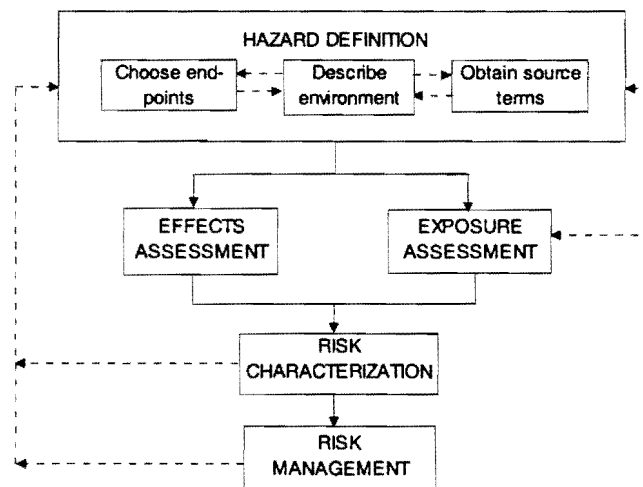 HAZARD DEFINITION
Choose end-
points
Describe
environment
Obtain source
terms
EFFECTS
ASSESSMENT
EXPOSURE
ASSESSMENT
RISK
CHARACTERIZATION
RISK
MANAGEMENT